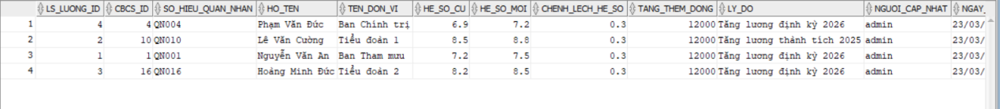 LS_LUONG_ID CBCS_ID SO_HIEU_QUAN_NHAN HO_TEN TEN_DON_VI HE_SO_CU HE_SO_MOI CHENH_LECH_HE_SO TANG_THEM_DONG LY_DO NGUOI_CAP_NHAT NGAY_
1 4 4 QN004 Phạm Văn Đức Ban Chính trị 6.9 7.2 0.3 12000 Tăng lương định kỳ 2026 admin 23/03/
2 2 10 QN010 Lê Văn Cường Tiểu đoàn 1 8.5 8.8 0.3 12000 Tăng lương thành tích 2025 admin 23/03/
3 1 1 QN001 Nguyễn Văn An Ban Tham mưu 7.2 7.5 0.3 12000 Tăng lương định kỳ 2026 admin 23/03/
4 3 16 QN016 Hoàng Minh Đức Tiểu đoàn 2 8.2 8.5 0.3 12000 Tăng lương định kỳ 2026 admin 23/03/